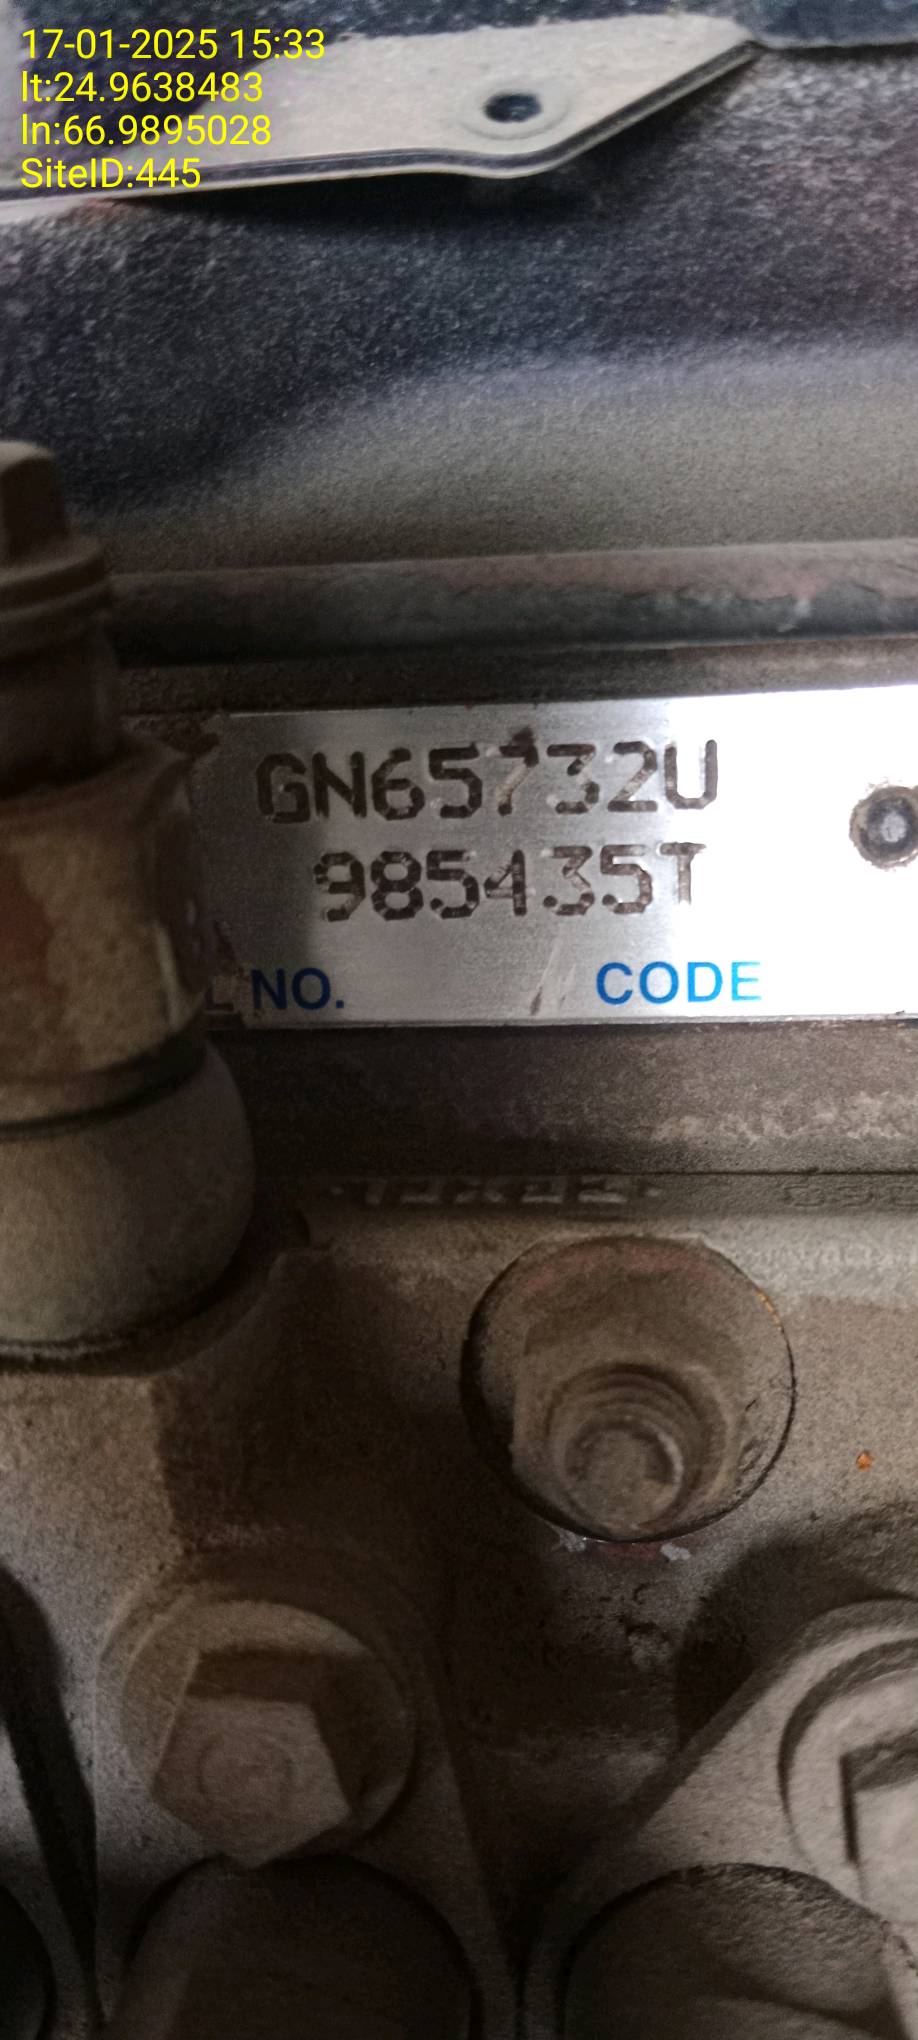 17-01-2025 15:33
lt:24.9638483
ln:66.9895028
SiteID:445
GN65732U
985435T
L NO.
CODE